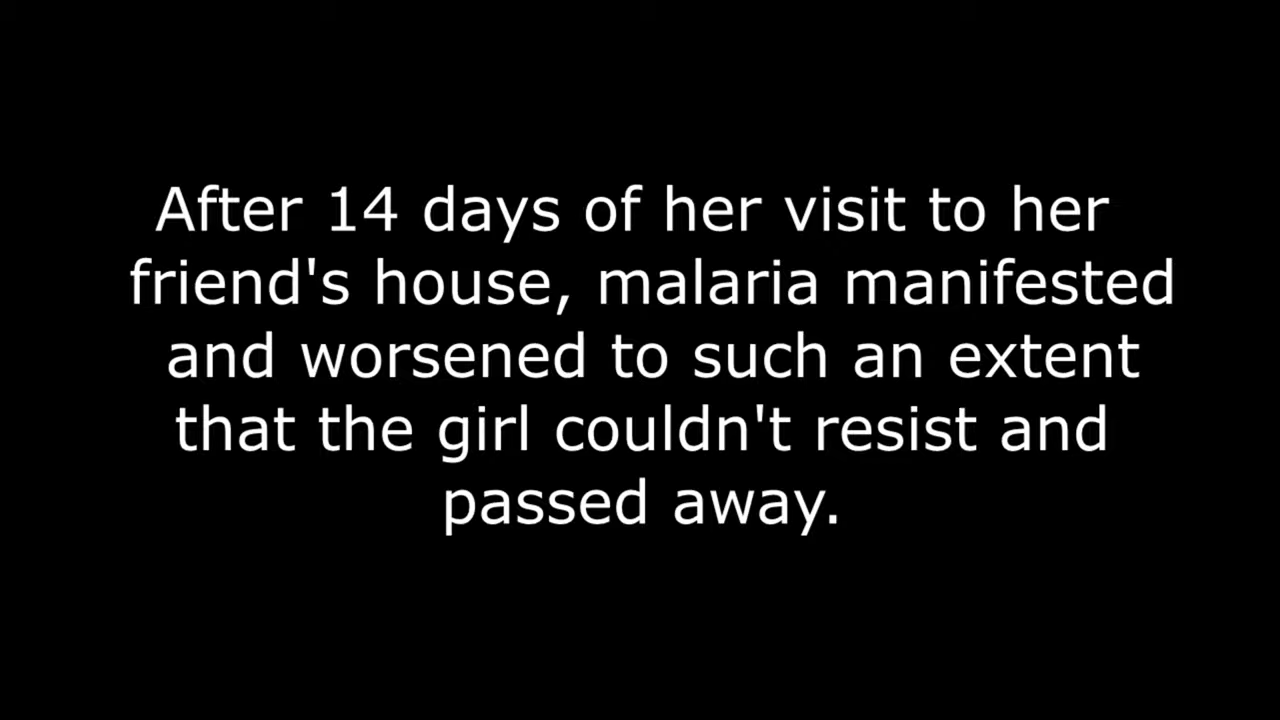 After 14 days of her visit to her
friend's house, malaria manifested
and worsened to such an extent
that the girl couldn't resist and
passed away.